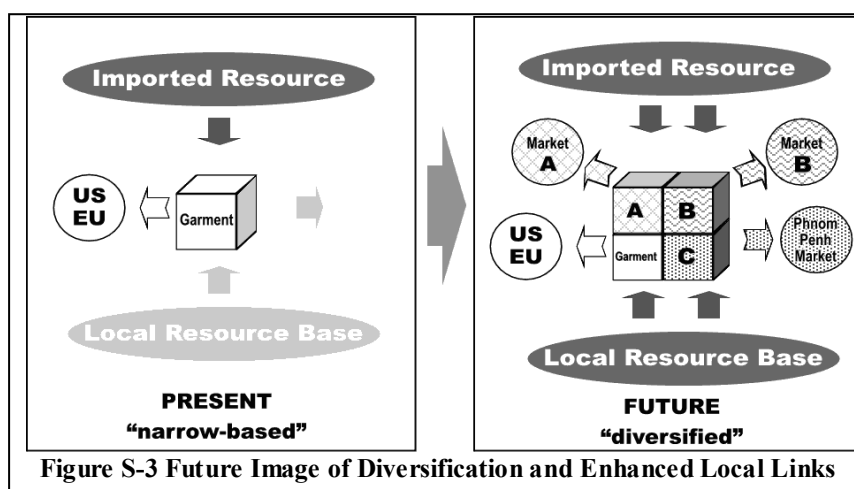 Imported Resource
US
EU
Garment
Local Resource Base
PRESENT
“narrow-based”
Imported Resource
Market
A
Market
B
A
B
US
EU
Garment
C
Phnom
Penh
Market
Local Resource Base
FUTURE
“diversified”
Figure S-3 Future Image of Diversification and Enhanced Local Links